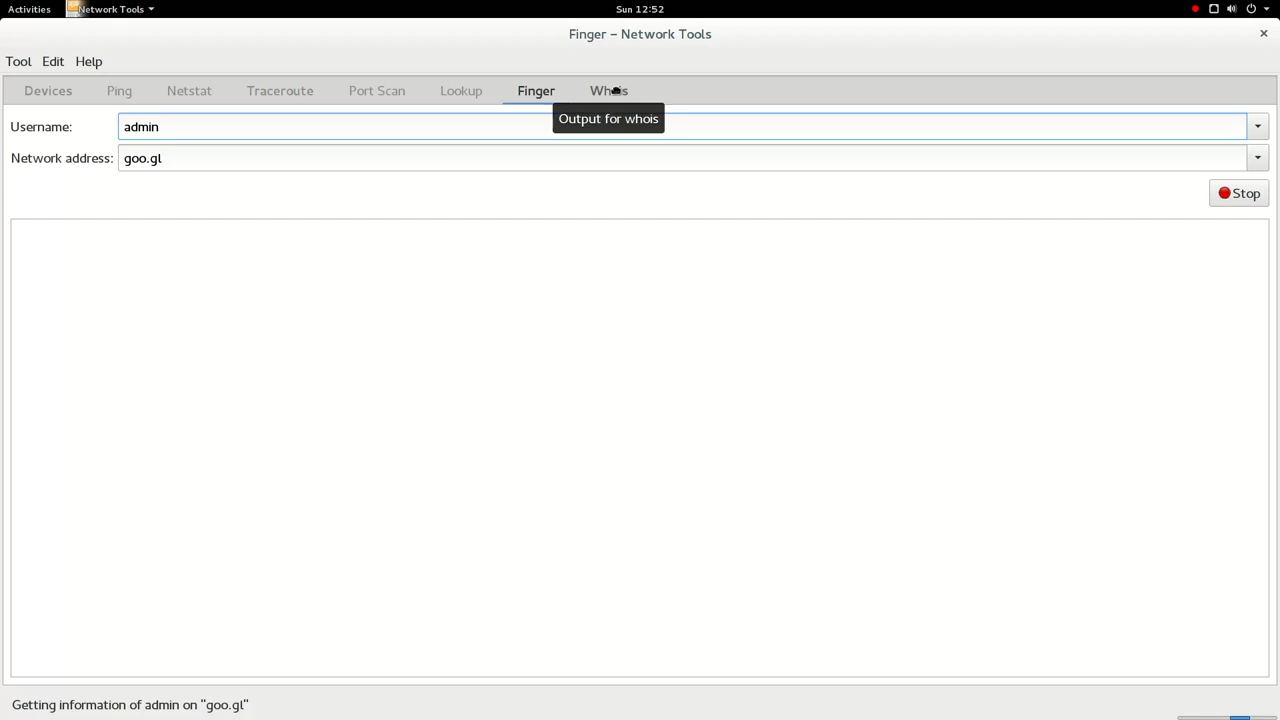 Activities Network Tools Sun 12:52
Finger – Network Tools
Tool Edit Help
Devices Ping Netstat Traceroute Port Scan Lookup Finger Whois
Output for whois
Username: admin
Network address: goo.gl
Stop
Getting information of admin on "goo.gl"